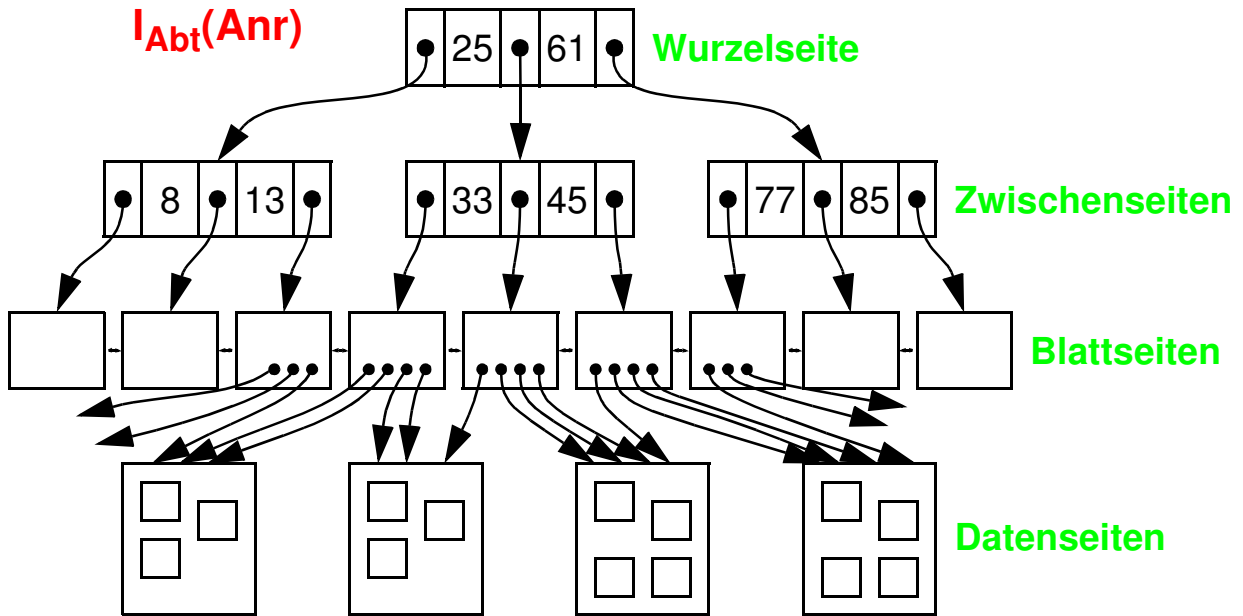 I_Abt(Anr)
25 61 Wurzelseite
8 13 33 45 77 85 Zwischenseiten
Blattseiten
Datenseiten